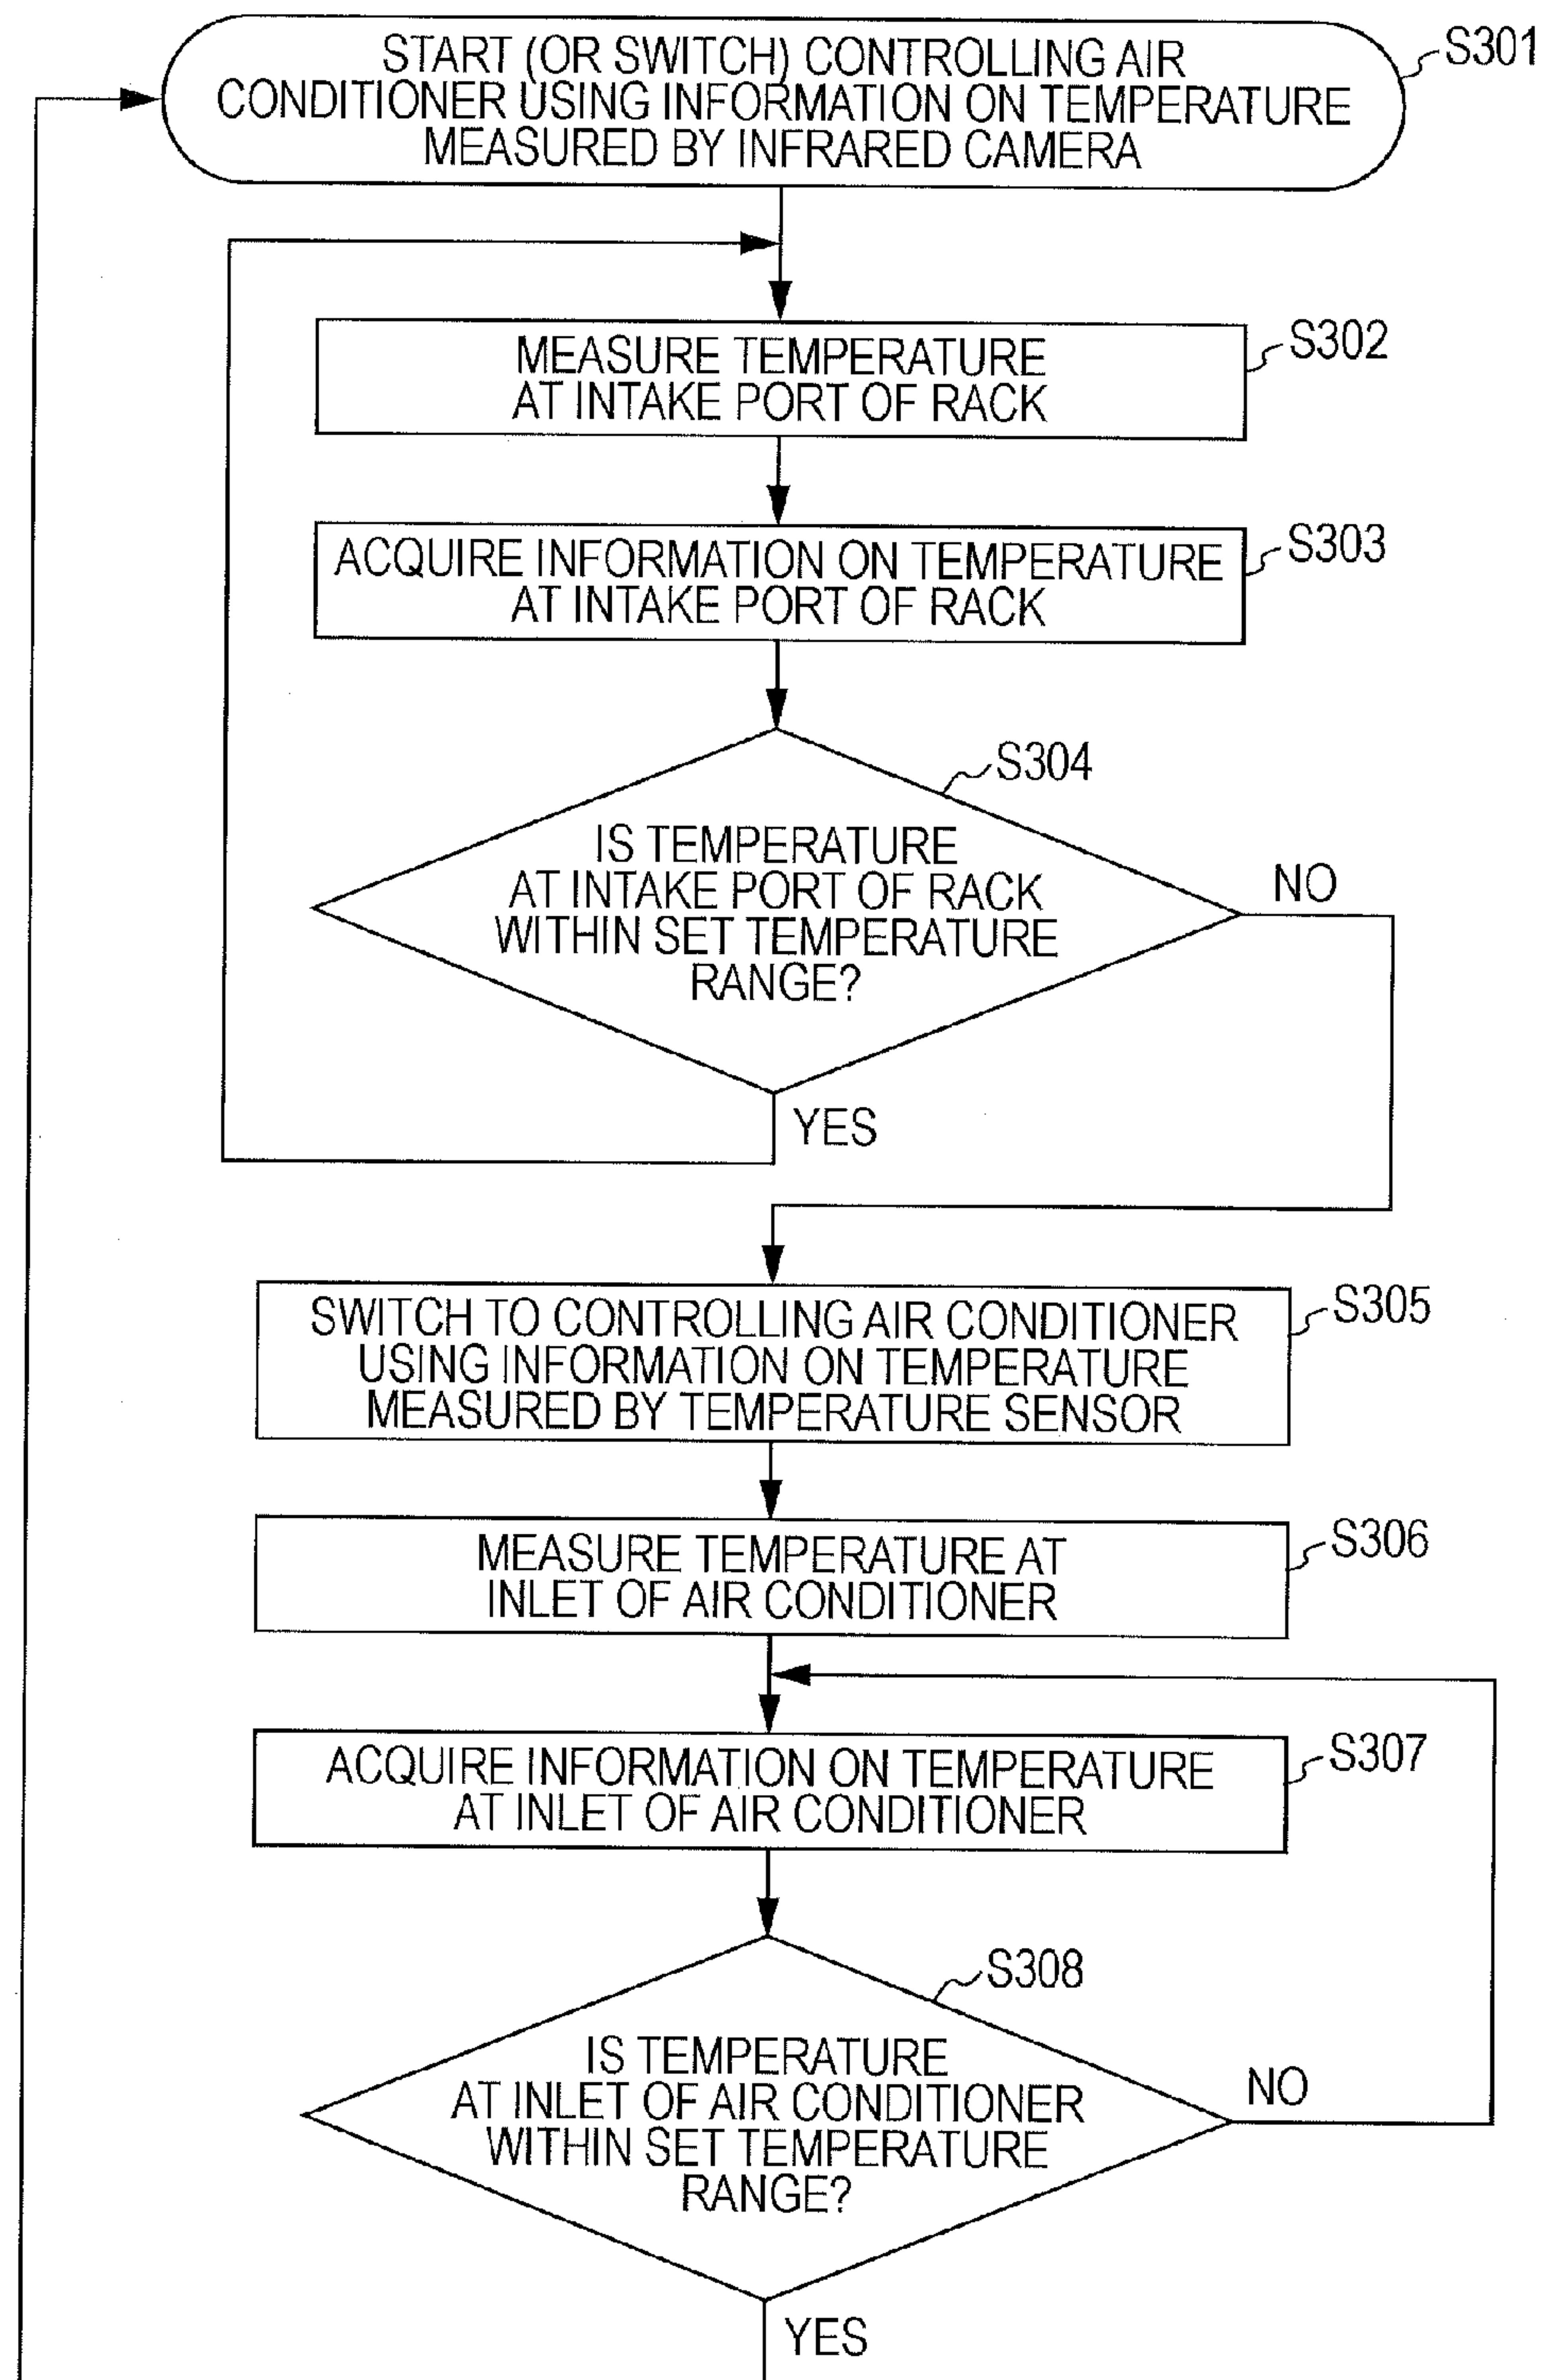 START (OR SWITCH) CONTROLLING AIR
CONDITIONER USING INFORMATION ON TEMPERATURE
MEASURED BY INFRARED CAMERA
S301
MEASURE TEMPERATURE
AT INTAKE PORT OF RACK
S302
ACQUIRE INFORMATION ON TEMPERATURE
AT INTAKE PORT OF RACK
S303
S304
IS TEMPERATURE
AT INTAKE PORT OF RACK
WITHIN SET TEMPERATURE
RANGE?
NO
YES
SWITCH TO CONTROLLING AIR CONDITIONER
USING INFORMATION ON TEMPERATURE
MEASURED BY TEMPERATURE SENSOR
S305
MEASURE TEMPERATURE AT
INLET OF AIR CONDITIONER
S306
ACQUIRE INFORMATION ON TEMPERATURE
AT INLET OF AIR CONDITIONER
S307
S308
IS TEMPERATURE
AT INLET OF AIR CONDITIONER
WITHIN SET TEMPERATURE
RANGE?
NO
YES